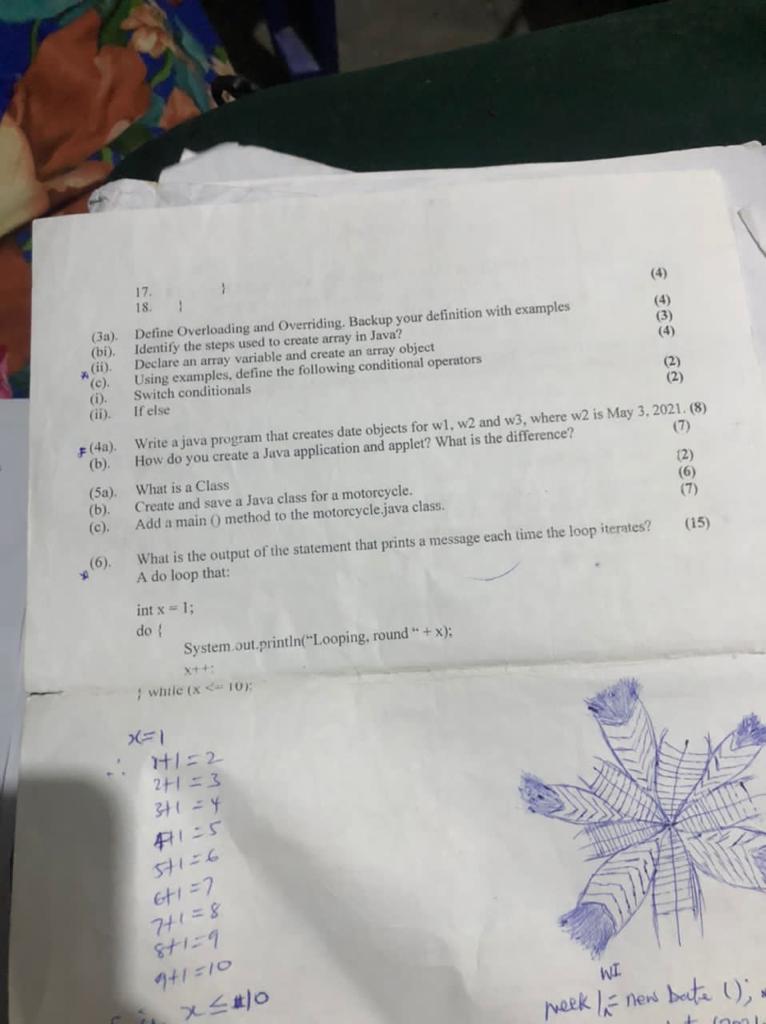 17. }
18. } (4)
(3a). Define Overloading and Overriding. Backup your definition with examples (4)
(bi). Identify the steps used to create array in Java? (3)
(ii). Declare an array variable and create an array object (4)
(c). Using examples, define the following conditional operators
(i). Switch conditionals (2)
(ii). If else (2)
(4a). Write a java program that creates date objects for w1, w2 and w3, where w2 is May 3, 2021. (8)
(b). How do you create a Java application and applet? What is the difference? (7)
(5a). What is a Class (2)
(b). Create and save a Java class for a motorcycle. (6)
(c). Add a main () method to the motorcycle.java class. (7)
(6). What is the output of the statement that prints a message each time the loop iterates? (15)
A do loop that:
int x = 1;
do {
System.out.println("Looping, round " + x);
x++;
} while (x <= 10);
x=1
∴ 1+1=2
2+1=3
3+1=4
4+1=5
5+1=6
6+1=7
7+1=8
8+1=9
9+1=10
x ≤ 10
W1
= new Date ();